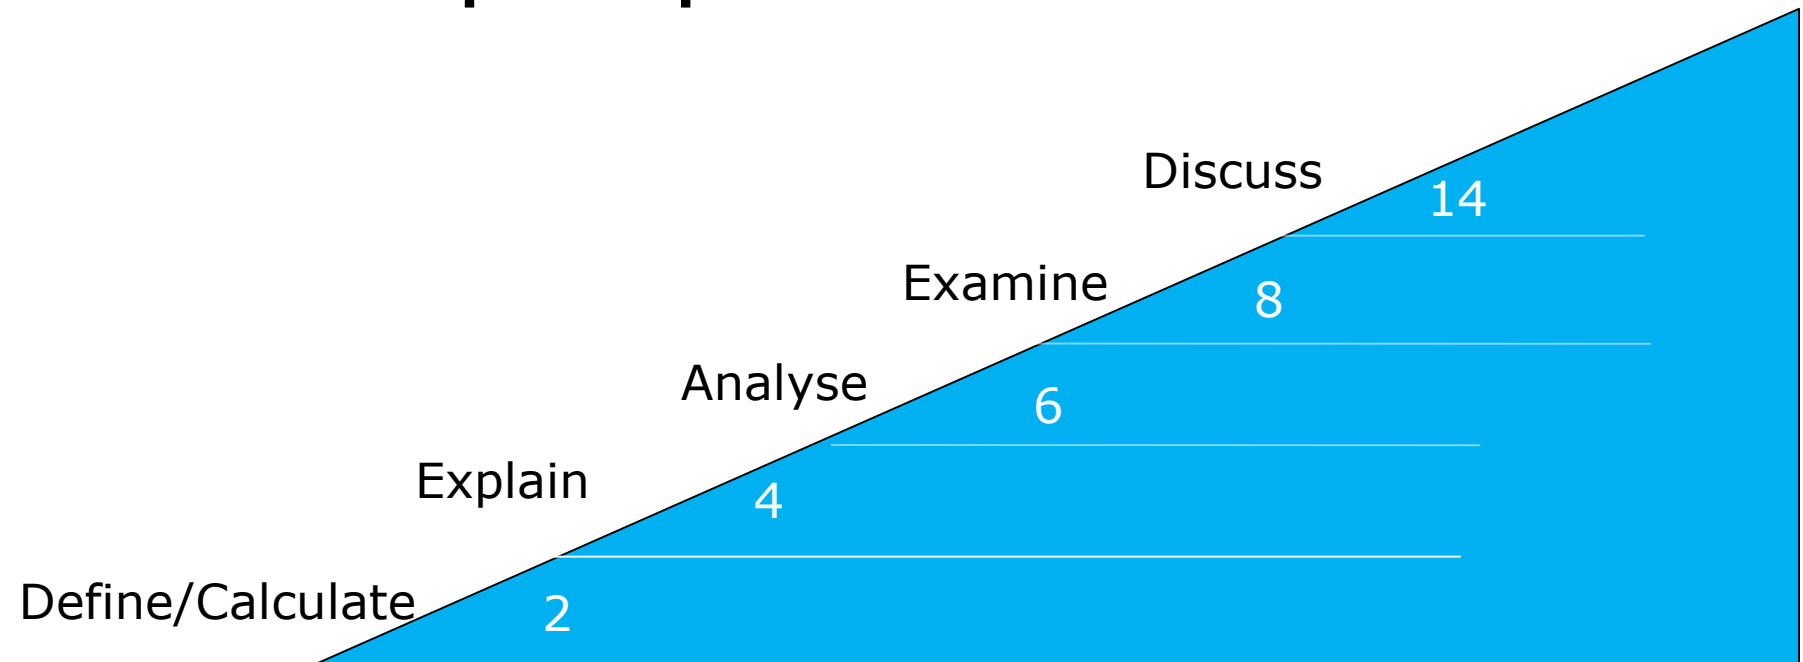 Discuss
14
Examine
8
Analyse
6
Explain
4
Define/Calculate
2